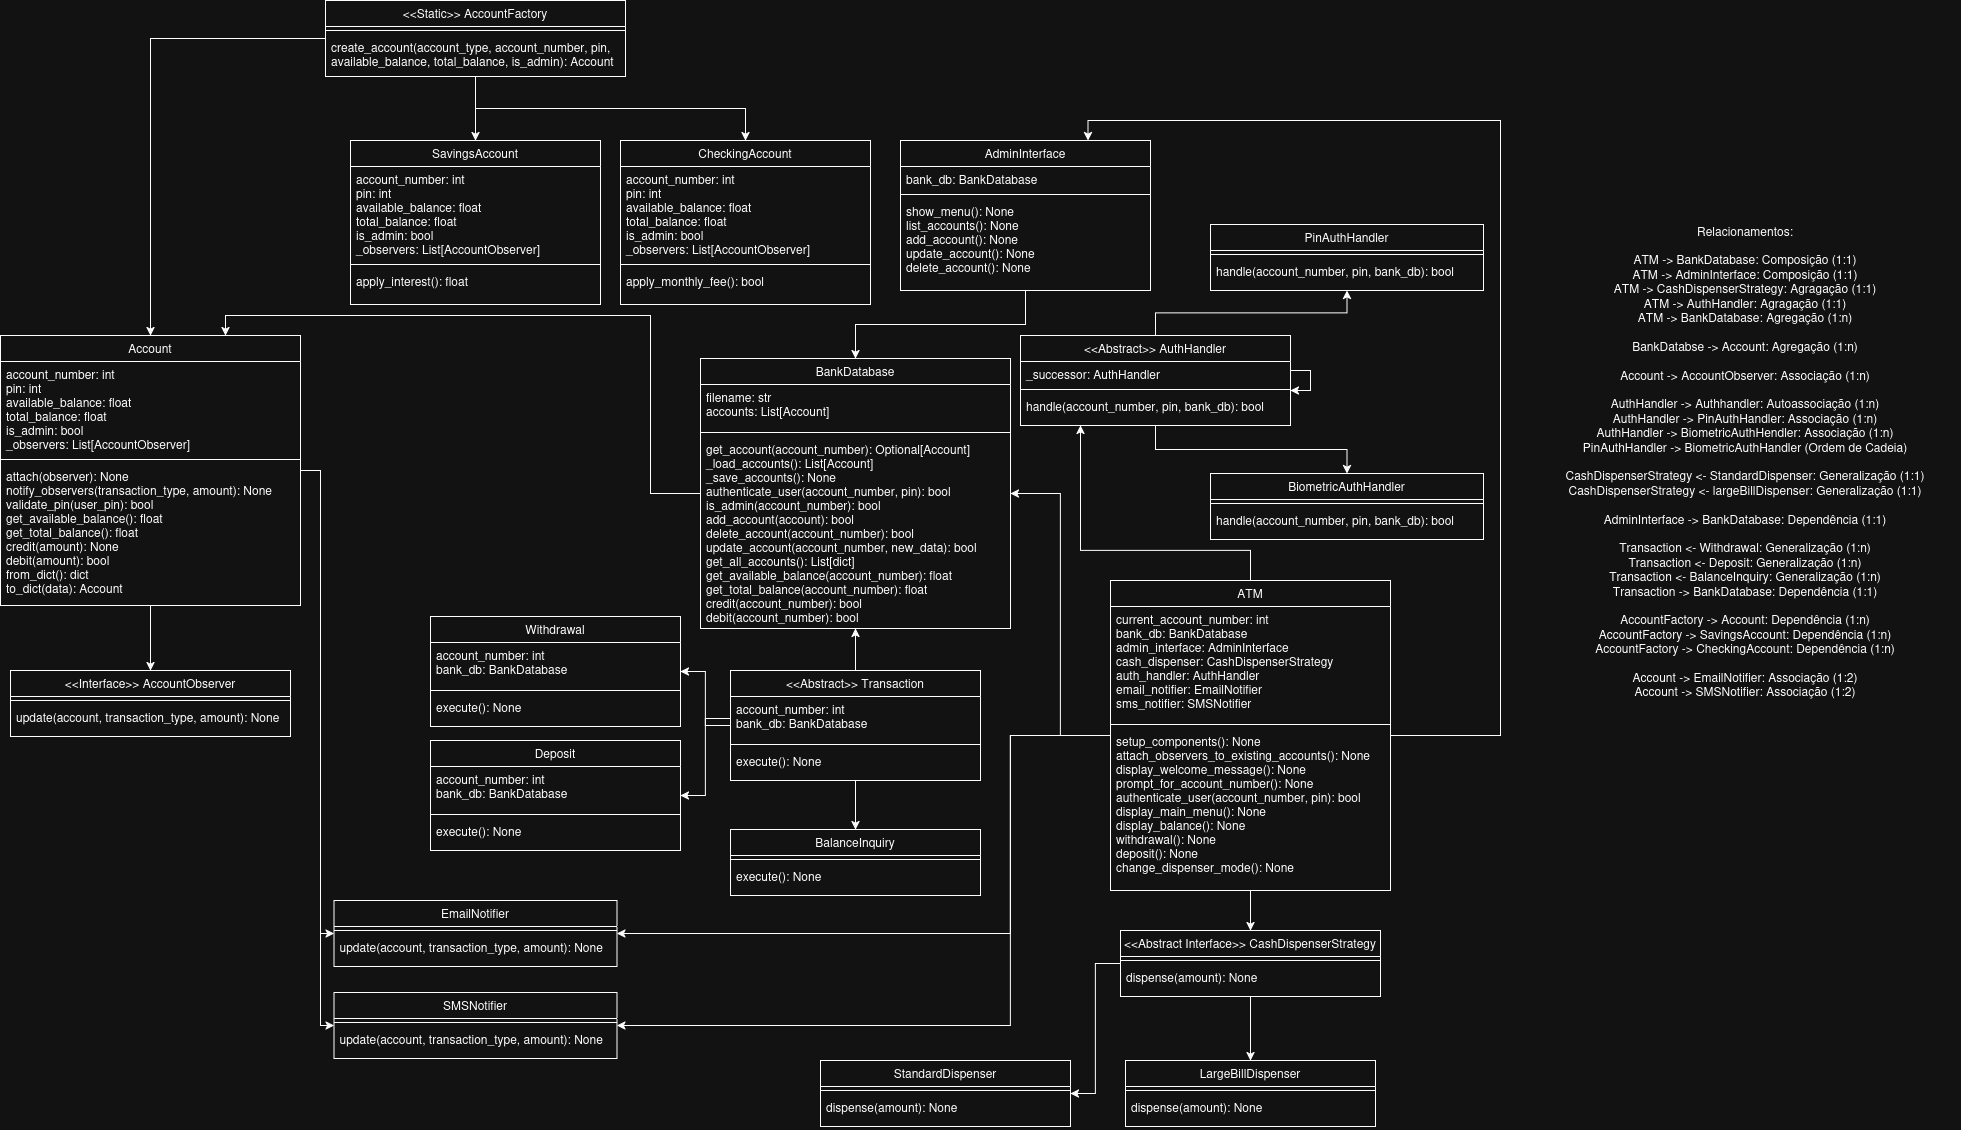 <<Static>> AccountFactory
create_account(account_type, account_number, pin,
available_balance, total_balance, is_admin): Account
SavingsAccount
account_number: int
pin: int
available_balance: float
total_balance: float
is_admin: bool
_observers: List[AccountObserver]
apply_interest(): float
CheckingAccount
account_number: int
pin: int
available_balance: float
total_balance: float
is_admin: bool
_observers: List[AccountObserver]
apply_monthly_fee(): bool
AdminInterface
bank_db: BankDatabase
show_menu(): None
list_accounts(): None
add_account(): None
update_account(): None
delete_account(): None
PinAuthHandler
handle(account_number, pin, bank_db): bool
Account
account_number: int
pin: int
available_balance: float
total_balance: float
is_admin: bool
_observers: List[AccountObserver]
attach(observer): None
notify_observers(transaction_type, amount): None
validate_pin(user_pin): bool
get_available_balance(): float
get_total_balance(): float
credit(amount): None
debit(amount): bool
from_dict(): dict
to_dict(data): Account
BankDatabase
filename: str
accounts: List[Account]
get_account(account_number): Optional[Account]
_load_accounts(): List[Account]
_save_accounts(): None
authenticate_user(account_number, pin): bool
is_admin(account_number): bool
add_account(account): bool
delete_account(account_number): bool
update_account(account_number, new_data): bool
get_all_accounts(): List[dict]
get_available_balance(account_number): float
get_total_balance(account_number): float
credit(account_number): bool
debit(account_number): bool
<<Abstract>> AuthHandler
_successor: AuthHandler
handle(account_number, pin, bank_db): bool
BiometricAuthHandler
handle(account_number, pin, bank_db): bool
ATM
current_account_number: int
bank_db: BankDatabase
admin_interface: AdminInterface
cash_dispenser: CashDispenserStrategy
auth_handler: AuthHandler
email_notifier: EmailNotifier
sms_notifier: SMSNotifier
setup_components(): None
attach_observers_to_existing_accounts(): None
display_welcome_message(): None
prompt_for_account_number(): None
authenticate_user(account_number, pin): bool
display_main_menu(): None
display_balance(): None
withdrawal(): None
deposit(): None
change_dispenser_mode(): None
<<Interface>> AccountObserver
update(account, transaction_type, amount): None
Withdrawal
account_number: int
bank_db: BankDatabase
execute(): None
Deposit
account_number: int
bank_db: BankDatabase
execute(): None
<<Abstract>> Transaction
account_number: int
bank_db: BankDatabase
execute(): None
BalanceInquiry
execute(): None
EmailNotifier
update(account, transaction_type, amount): None
SMSNotifier
update(account, transaction_type, amount): None
<<Abstract Interface>> CashDispenserStrategy
dispense(amount): None
StandardDispenser
dispense(amount): None
LargeBillDispenser
dispense(amount): None
Relacionamentos:
ATM -> BankDatabase: Composição (1:1)
ATM -> AdminInterface: Composição (1:1)
ATM -> CashDispenserStrategy: Agragação (1:1)
ATM -> AuthHandler: Agragação (1:1)
ATM -> BankDatabase: Agregação (1:n)
BankDatabse -> Account: Agregação (1:n)
Account -> AccountObserver: Associação (1:n)
AuthHandler -> Authhandler: Autoassociação (1:n)
AuthHandler -> PinAuthHandler: Associação (1:n)
AuthHandler -> BiometricAuthHendler: Associação (1:n)
PinAuthHandler -> BiometricAuthHandler (Ordem de Cadeia)
CashDispenserStrategy <- StandardDispenser: Generalização (1:1)
CashDispenserStrategy <- largeBillDispenser: Generalização (1:1)
AdminInterface -> BankDatabase: Dependência (1:1)
Transaction <- Withdrawal: Generalização (1:n)
Transaction <- Deposit: Generalização (1:n)
Transaction <- BalanceInquiry: Generalização (1:n)
Transaction -> BankDatabase: Dependência (1:1)
AccountFactory -> Account: Dependência (1:n)
AccountFactory -> SavingsAccount: Dependência (1:n)
AccountFactory -> CheckingAccount: Dependência (1:n)
Account -> EmailNotifier: Associação (1:2)
Account -> SMSNotifier: Associação (1:2)